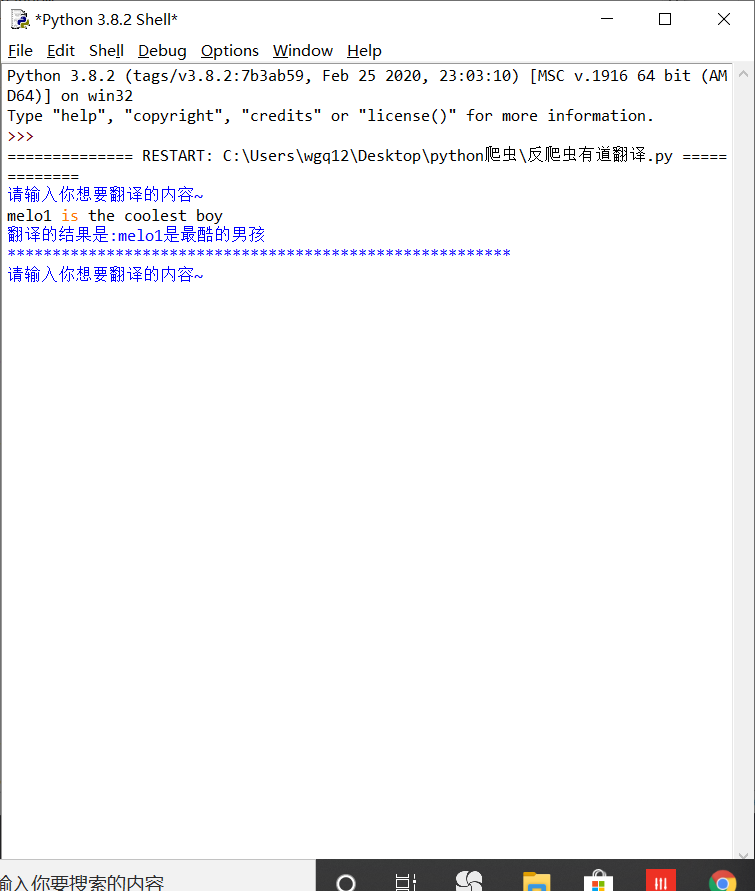 *Python 3.8.2 Shell*
File Edit Shell Debug Options Window Help
Python 3.8.2 (tags/v3.8.2:7b3ab59, Feb 25 2020, 23:03:10) [MSC v.1916 64 bit (AM
D64)] on win32
Type "help", "copyright", "credits" or "license()" for more information.
>>>
============== RESTART: C:\Users\wgq12\Desktop\python爬虫\反爬虫有道翻译.py =====
========
请输入你想要翻译的内容~
melo1 is the coolest boy
翻译的结果是:melo1是最酷的男孩
********************************************************
请输入你想要翻译的内容~
输入你要搜索的内容